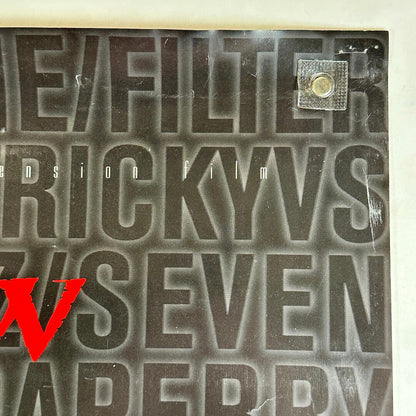 E/FILTER
ension film
RICKYVS
Z/SEVEN
W
APERRY